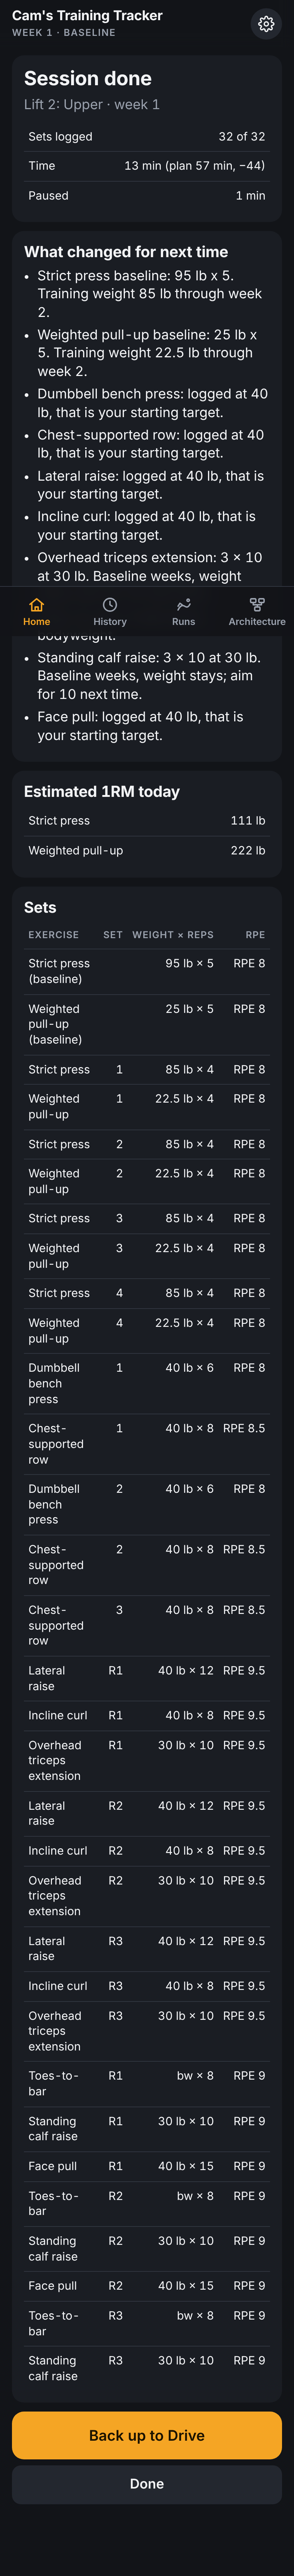 Cam's Training Tracker
WEEK 1 · BASELINE
Session done
Lift 2: Upper · week 1
Sets logged 32 of 32
Time 13 min (plan 57 min, −44)
Paused 1 min
What changed for next time
• Strict press baseline: 95 lb x 5.
Training weight 85 lb through week
2.
• Weighted pull-up baseline: 25 lb x
5. Training weight 22.5 lb through
week 2.
• Dumbbell bench press: logged at 40
lb, that is your starting target.
• Chest-supported row: logged at 40
lb, that is your starting target.
• Lateral raise: logged at 40 lb, that is
your starting target.
• Incline curl: logged at 40 lb, that is
your starting target.
• Overhead triceps extension: 3 × 10
at 30 lb. Baseline weeks, weight
Home History Runs Architecture
bodyweight.
• Standing calf raise: 3 × 10 at 30 lb.
Baseline weeks, weight stays; aim
for 10 next time.
• Face pull: logged at 40 lb, that is
your starting target.
Estimated 1RM today
Strict press 111 lb
Weighted pull-up 222 lb
Sets
EXERCISE SET WEIGHT × REPS RPE
Strict press 95 lb × 5 RPE 8
(baseline)
Weighted 25 lb × 5 RPE 8
pull-up
(baseline)
Strict press 1 85 lb × 4 RPE 8
Weighted 1 22.5 lb × 4 RPE 8
pull-up
Strict press 2 85 lb × 4 RPE 8
Weighted 2 22.5 lb × 4 RPE 8
pull-up
Strict press 3 85 lb × 4 RPE 8
Weighted 3 22.5 lb × 4 RPE 8
pull-up
Strict press 4 85 lb × 4 RPE 8
Weighted 4 22.5 lb × 4 RPE 8
pull-up
Dumbbell 1 40 lb × 6 RPE 8
bench
press
Chest- 1 40 lb × 8 RPE 8.5
supported
row
Dumbbell 2 40 lb × 6 RPE 8
bench
press
Chest- 2 40 lb × 8 RPE 8.5
supported
row
Chest- 3 40 lb × 8 RPE 8.5
supported
row
Lateral R1 40 lb × 12 RPE 9.5
raise
Incline curl R1 40 lb × 8 RPE 9.5
Overhead R1 30 lb × 10 RPE 9.5
triceps
extension
Lateral R2 40 lb × 12 RPE 9.5
raise
Incline curl R2 40 lb × 8 RPE 9.5
Overhead R2 30 lb × 10 RPE 9.5
triceps
extension
Lateral R3 40 lb × 12 RPE 9.5
raise
Incline curl R3 40 lb × 8 RPE 9.5
Overhead R3 30 lb × 10 RPE 9.5
triceps
extension
Toes-to- R1 bw × 8 RPE 9
bar
Standing R1 30 lb × 10 RPE 9
calf raise
Face pull R1 40 lb × 15 RPE 9
Toes-to- R2 bw × 8 RPE 9
bar
Standing R2 30 lb × 10 RPE 9
calf raise
Face pull R2 40 lb × 15 RPE 9
Toes-to- R3 bw × 8 RPE 9
bar
Standing R3 30 lb × 10 RPE 9
calf raise
Back up to Drive
Done